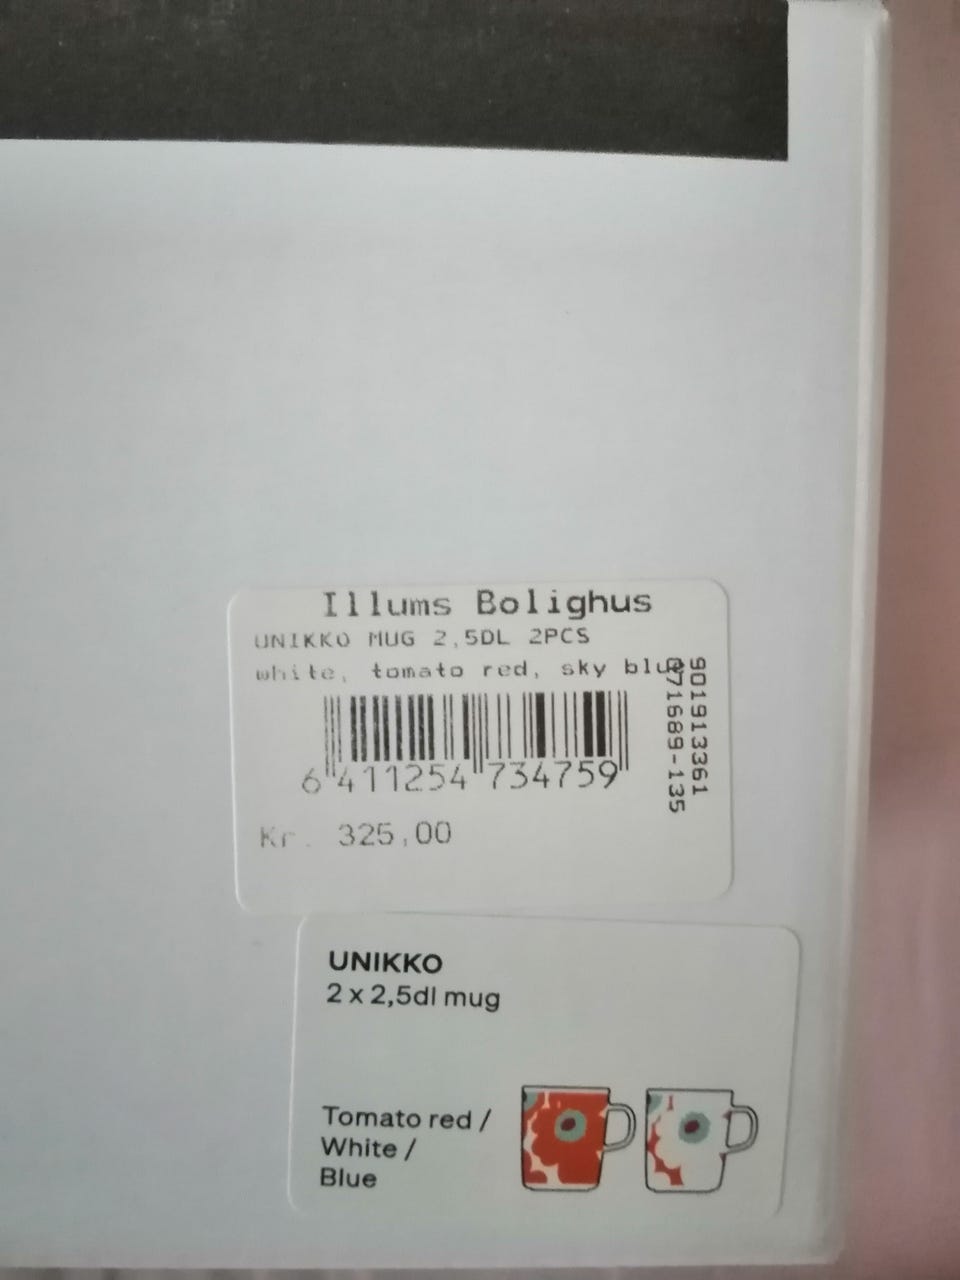 Illums Bolighus
UNIKKO MUG 2,5DL 2PCS
white, tomato red, sky blue
6 411254 734759
Kr. 325,00
901913361
071689-135
UNIKKO
2 x 2,5dl mug
Tomato red /
White /
Blue